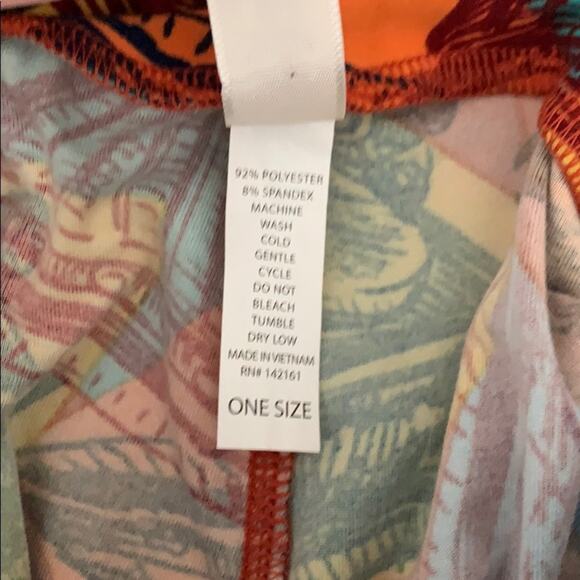 92% POLYESTER
8% SPANDEX
MACHINE
WASH
COLD
GENTLE
CYCLE
DO NOT
BLEACH
TUMBLE
DRY LOW
MADE IN VIETNAM
RN# 142161
ONE SIZE